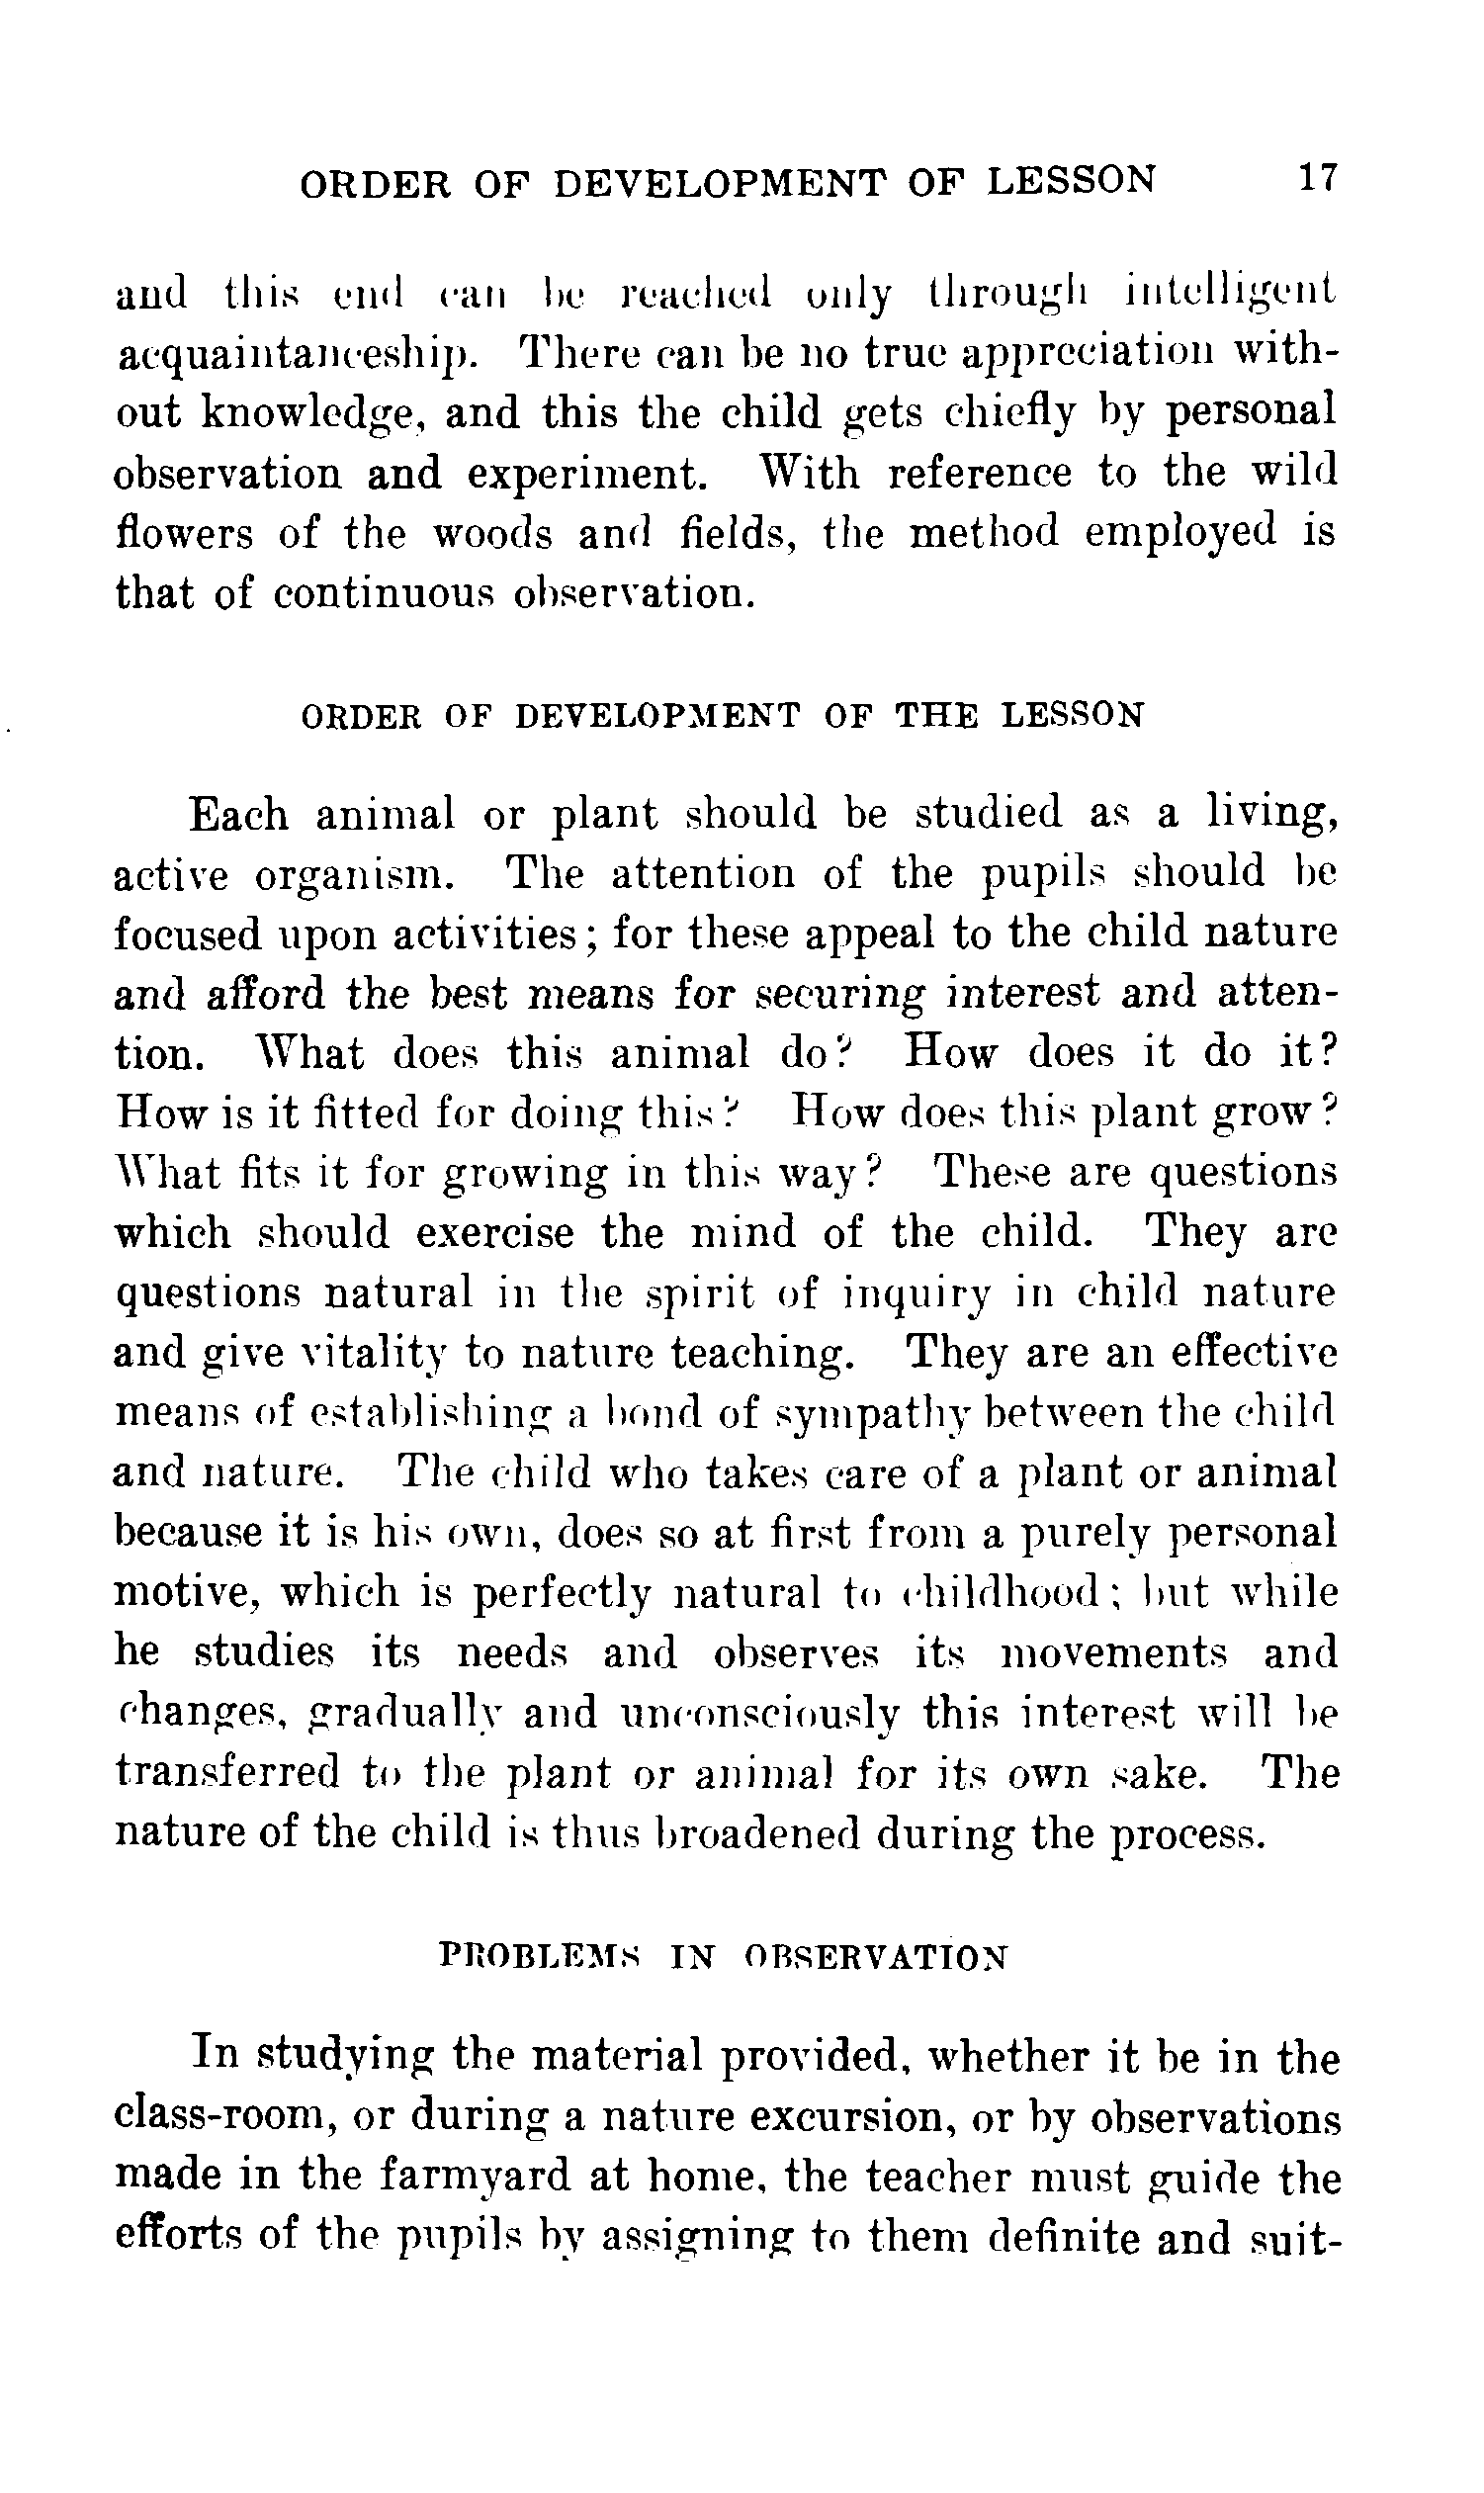 ORDER OF DEVELOPMENT OF LESSON 17
and this end can be reached only through intelligent
acquaintanceship. There can be no true appreciation with-
out knowledge, and this the child gets chiefly by personal
observation and experiment. With reference to the wild
flowers of the woods and fields, the method employed is
that of continuous observation.
ORDER OF DEVELOPMENT OF THE LESSON
Each animal or plant should be studied as a living,
active organism. The attention of the pupils should be
focused upon activities; for these appeal to the child nature
and afford the best means for securing interest and atten-
tion. What does this animal do? How does it do it?
How is it fitted for doing this? How does this plant grow?
What fits it for growing in this way? These are questions
which should exercise the mind of the child. They are
questions natural in the spirit of inquiry in child nature
and give vitality to nature teaching. They are an effective
means of establishing a bond of sympathy between the child
and nature. The child who takes care of a plant or animal
because it is his own, does so at first from a purely personal
motive, which is perfectly natural to childhood; but while
he studies its needs and observes its movements and
changes, gradually and unconsciously this interest will be
transferred to the plant or animal for its own sake. The
nature of the child is thus broadened during the process.
PROBLEMS IN OBSERVATION
In studying the material provided, whether it be in the
class-room, or during a nature excursion, or by observations
made in the farmyard at home, the teacher must guide the
efforts of the pupils by assigning to them definite and suit-